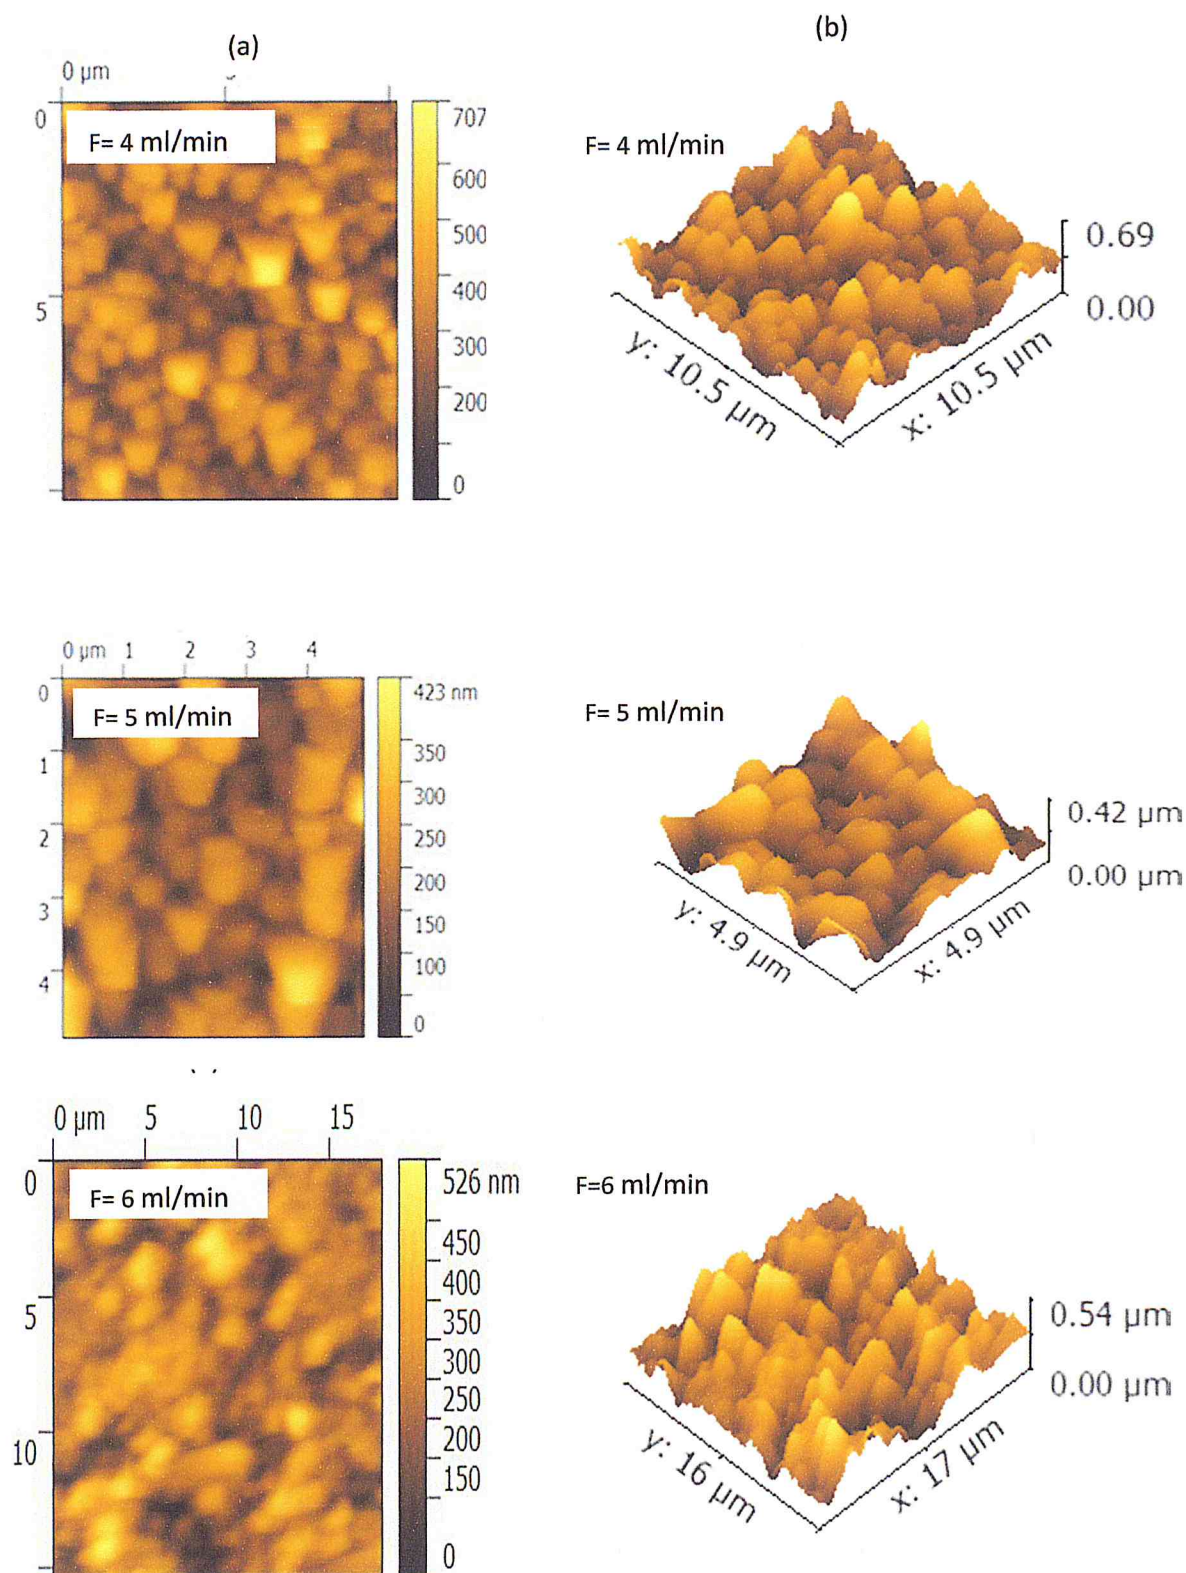 (a)
(b)
0 µm
0
5
F= 4 ml/min
707
600
500
400
300
200
0
F= 4 ml/min
0.69
0.00
y: 10.5 µm
x: 10.5 µm
0 µm 1 2 3 4
0
1
2
3
4
F= 5 ml/min
423 nm
350
300
250
200
150
100
0
F= 5 ml/min
0.42 µm
0.00 µm
y: 4.9 µm
x: 4.9 µm
0 µm 5 10 15
0
5
10
F= 6 ml/min
526 nm
450
400
350
300
250
200
150
0
F=6 ml/min
0.54 µm
0.00 µm
y: 16 µm
x: 17 µm